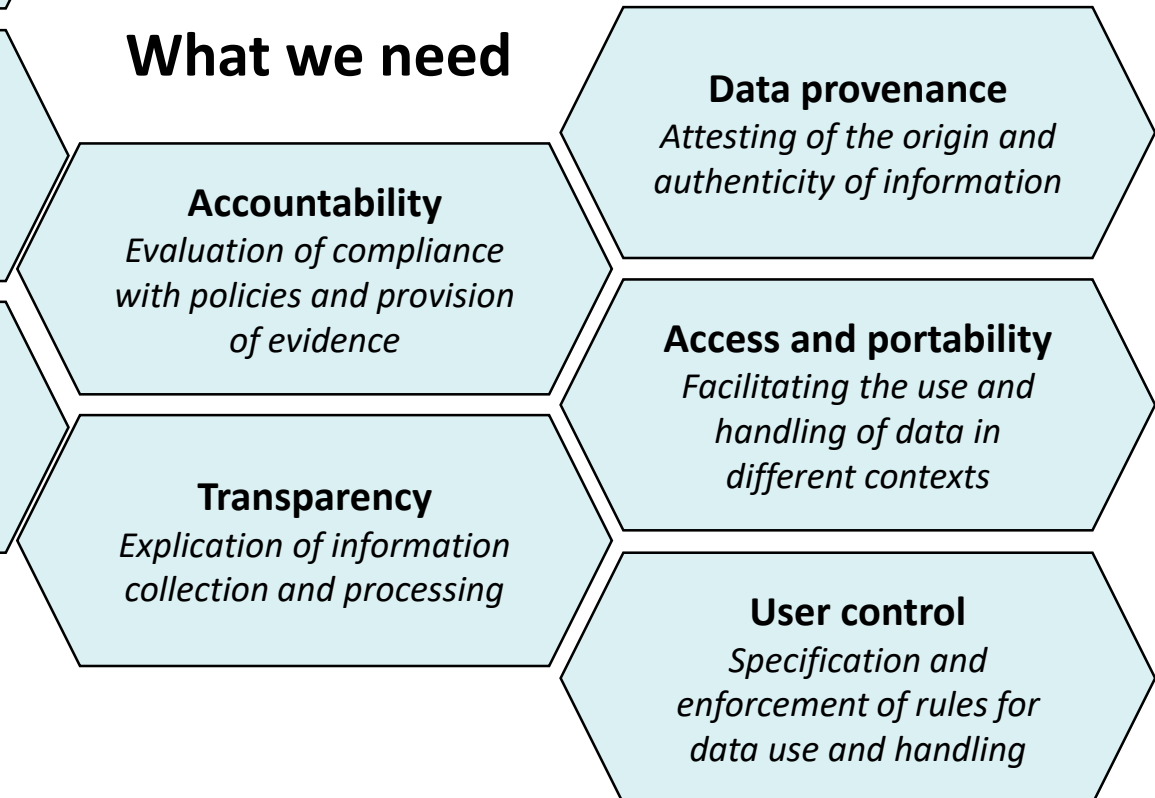 What we need
Accountability
Evaluation of compliance
with policies and provision
of evidence
Transparency
Explication of information
collection and processing
Data provenance
Attesting of the origin and
authenticity of information
Access and portability
Facilitating the use and
handling of data in
different contexts
User control
Specification and
enforcement of rules for
data use and handling